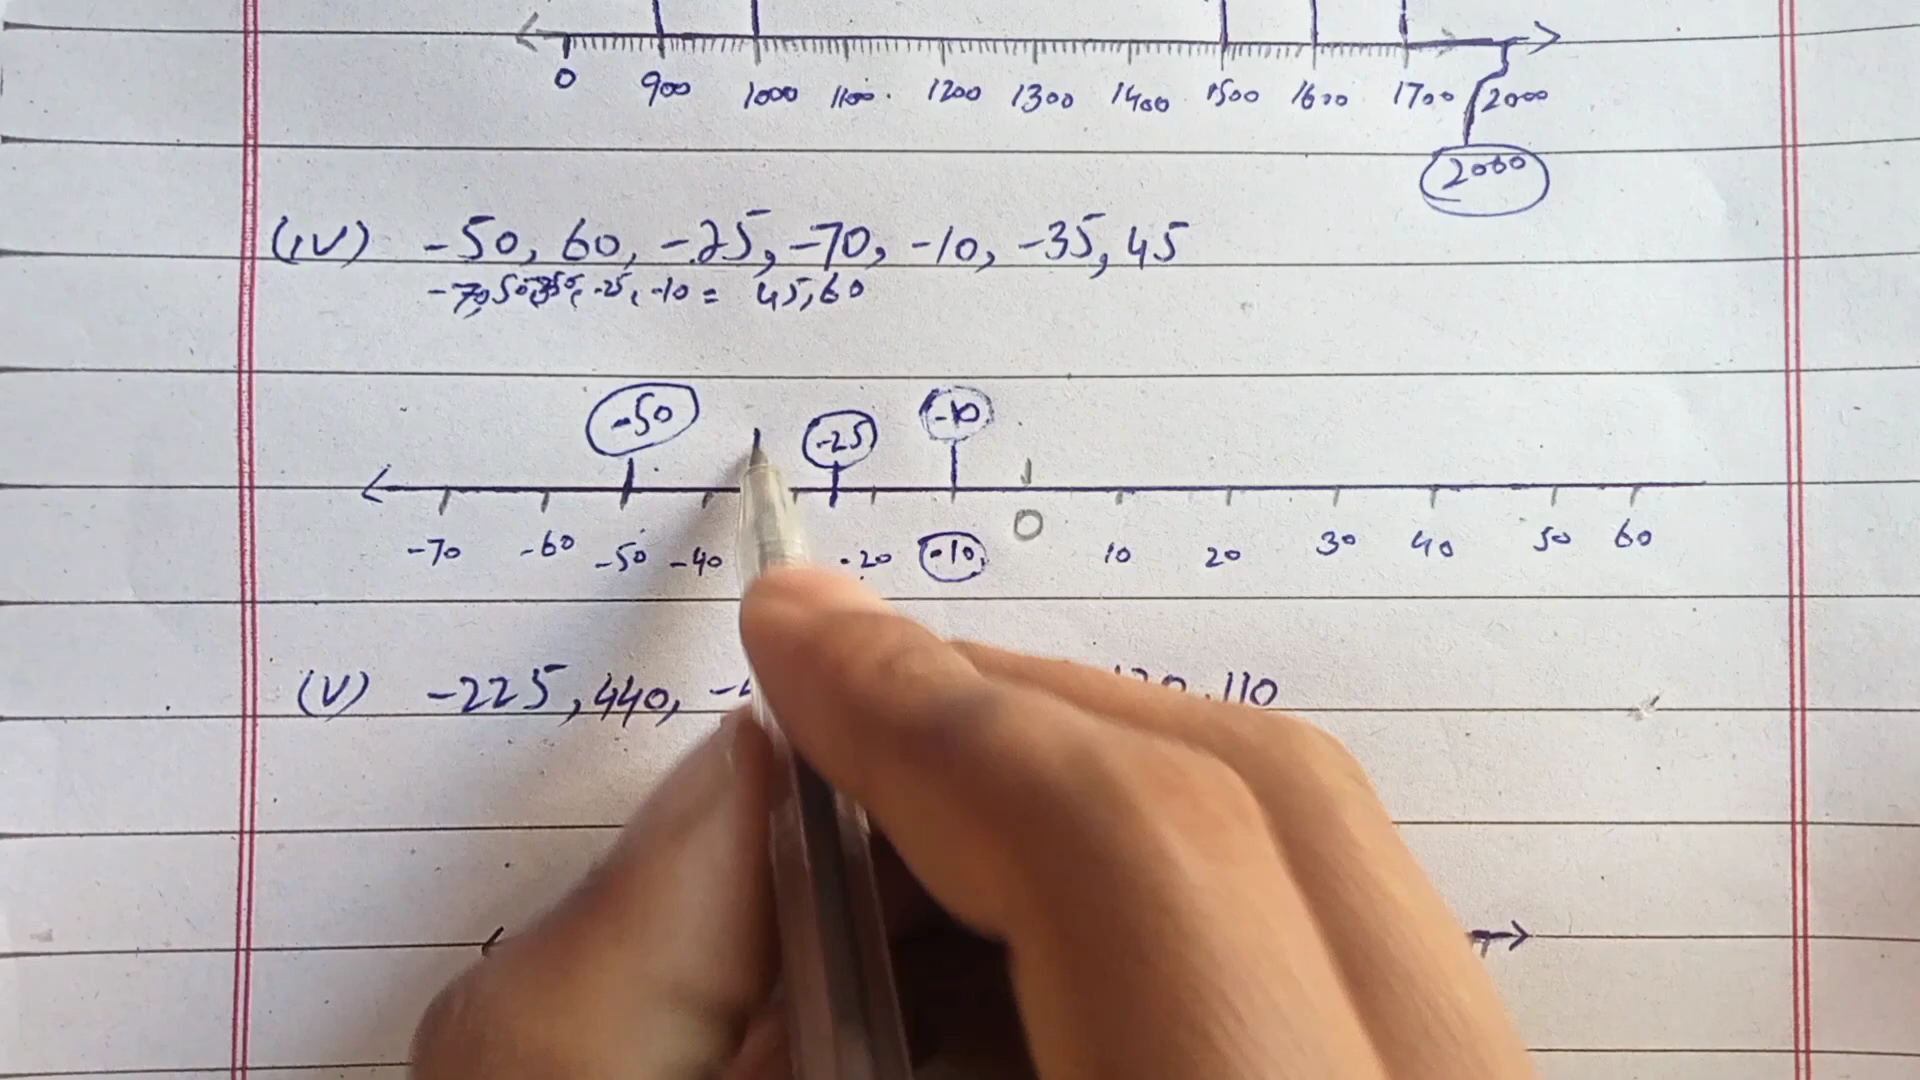 0 900 1000 1100 1200 1300 1400 1500 1600 1700 2000
2000
(IV) -50, 60, -25, -70, -10, -35, 45
-70, 50, -25, -10 = 45, 60
-50 -25 -10
-70 -60 -50 -40 -20 -10 0 10 20 30 40 50 60
(V) -225, 440, 110